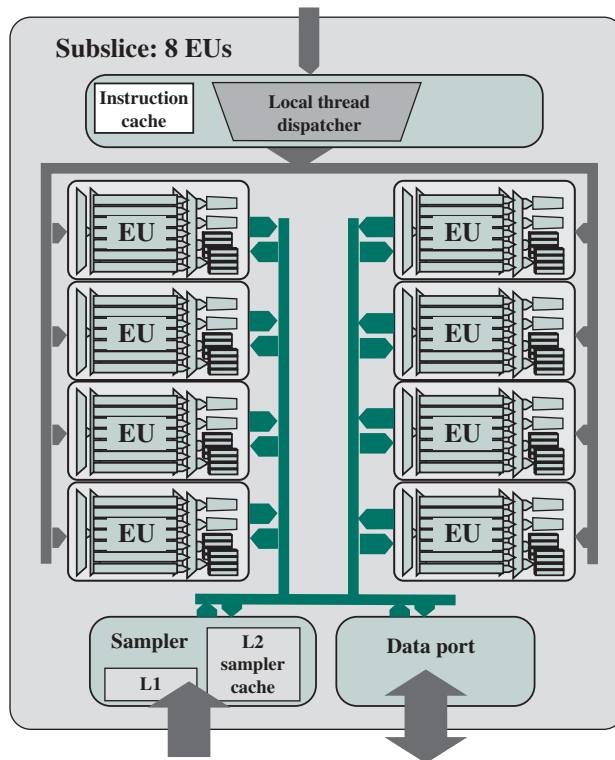 Subslice: 8 EUs
Instruction
cache
Local thread
dispatcher
EU
EU
EU
EU
EU
EU
EU
EU
Sampler
L1
L2
sampler
cache
Data port